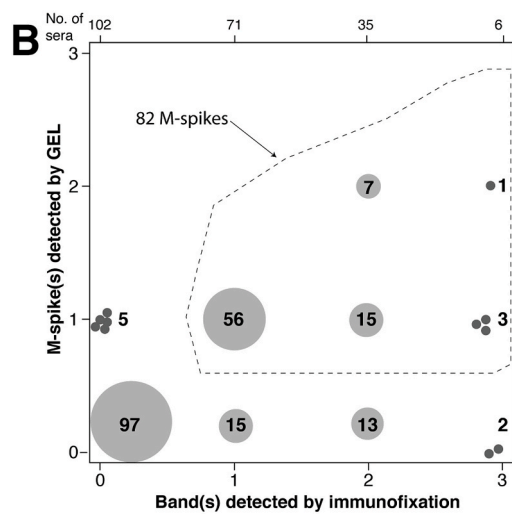 B
No. of sera 102 71 35 6
3
82 M-spikes
2 7 1
1 5 56 15 3
97 15 13 2
0
0 1 2 3
M-spike(s) detected by GEL
Band(s) detected by immunofixation